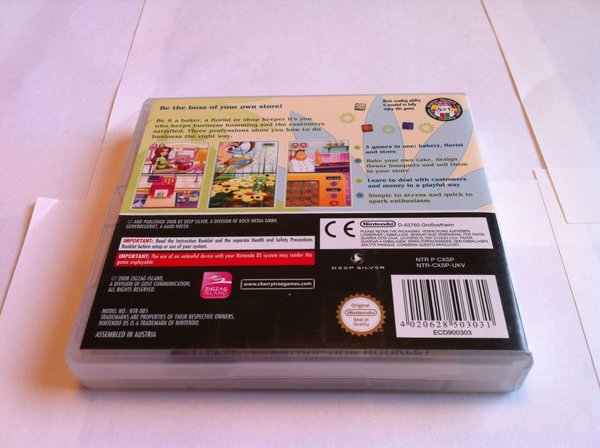 Be the boss of your own store!
Be it a baker, a florist or shop keeper it's you
who keeps business humming and the customers
satisfied. Three professions show you how to do
business the right way.
Basic reading ability
is needed to fully
enjoy this game.
3 games in one: bakery, florist
and store
Bake your own cake, design
flower bouquets and sell them
in your store
Learn to deal with customers
and money in a playful way
Simple to access and quick to
spark enthusiasm
© AND PUBLISHED 2008 BY DEEP SILVER, A DIVISION OF KOCH MEDIA GMBH,
GEWERBEGEBIET, A 6600 HÖFEN.
IMPORTANT: Read the Instruction Booklet and the separate Health and Safety Precautions
Booklet before setup or use of your system.
IMPORTANT: The use of an unlawful device with your Nintendo DS system may render this
game unplayable.
© 2008 ZIGZAG-ISLAND
A DIVISION OF GOST COMMUNICATION,
ALL RIGHTS RESERVED.
ZIGZAG
ISLAND
www.cherrytreegames.com
MODEL NO.: NTR-005
TRADEMARKS ARE PROPERTIES OF THEIR RESPECTIVE OWNERS.
NINTENDO DS IS A TRADEMARK OF NINTENDO.
ASSEMBLED IN AUSTRIA
DEEP SILVER
Original
Nintendo
Seal of
Quality
CE
Nintempo
D-63760 Großostheim
PLEASE RETAIN THIS PACKAGING.
NTR P CXSP
NTR-CXSP-UKV
4 020628 503031
ECD900303